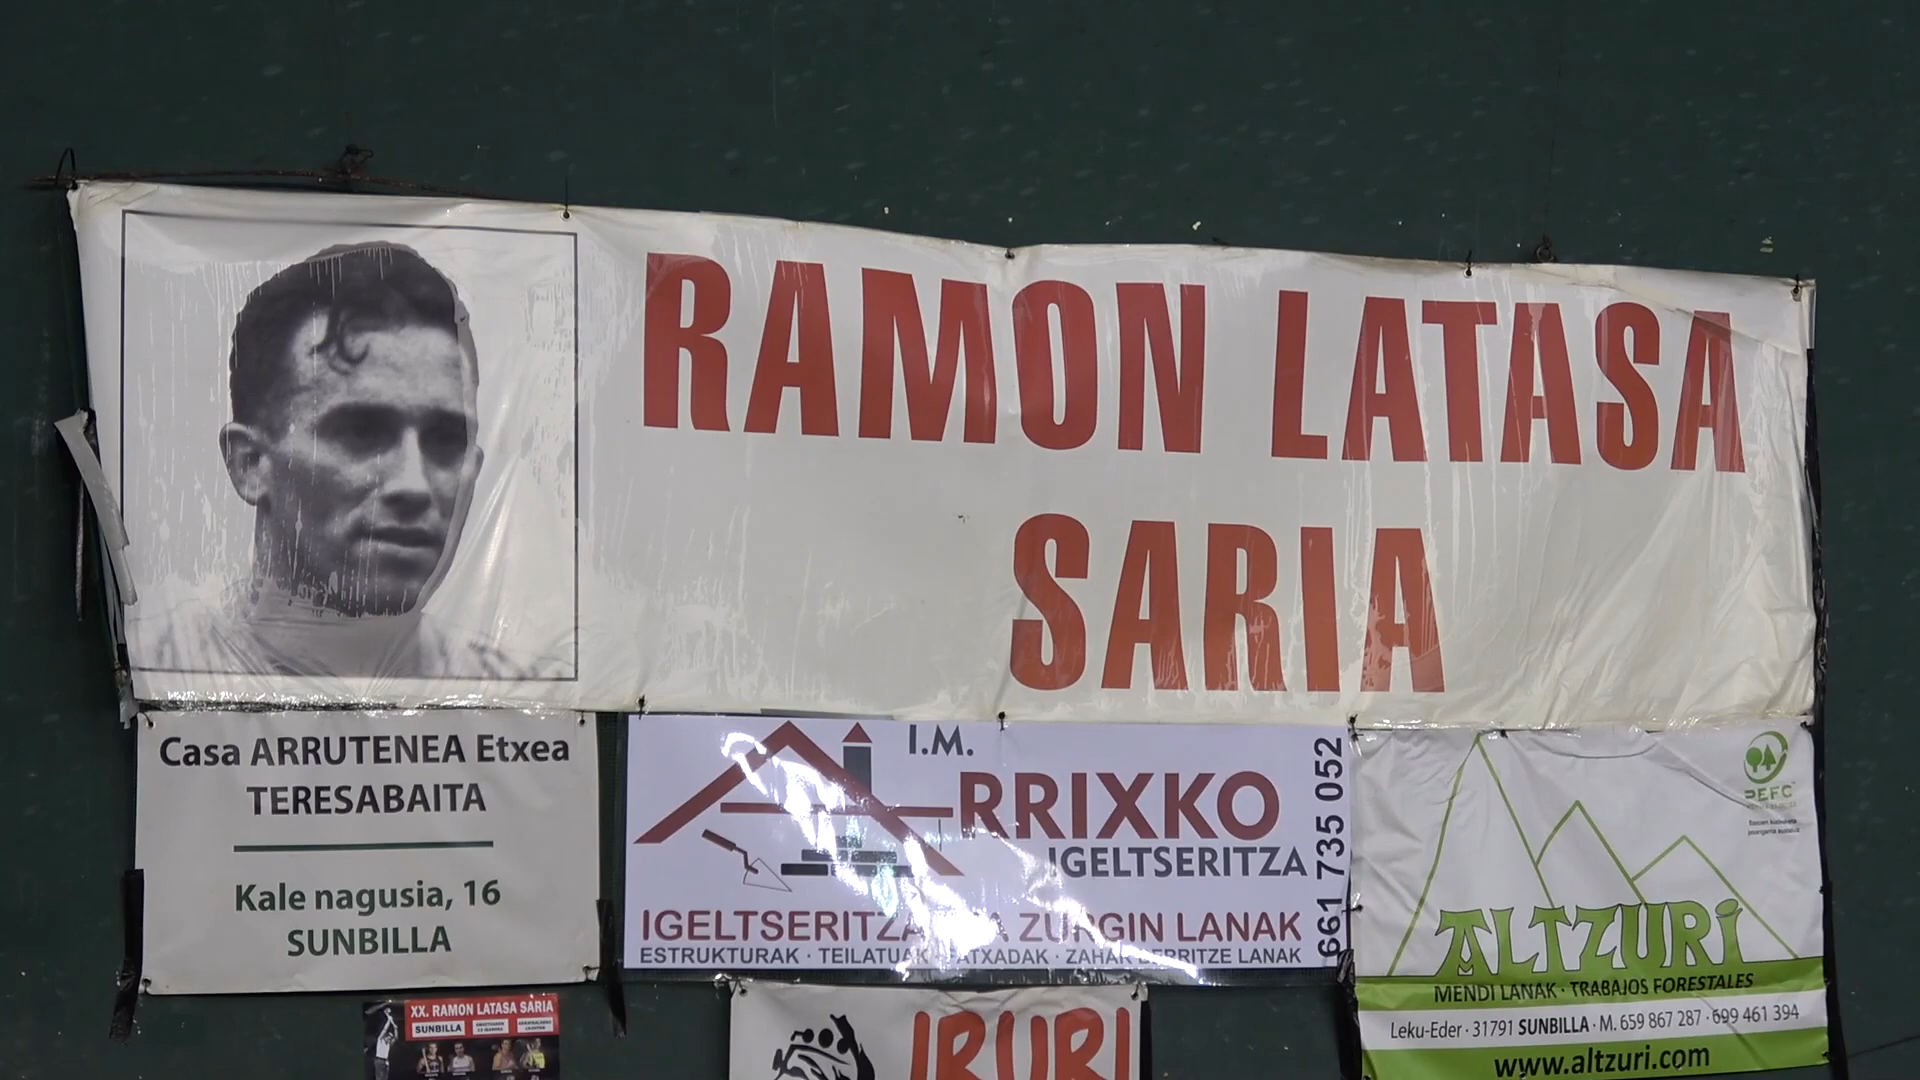 RAMON LATASA
SARIA
Casa ARRUTENEA Etxea
TERESABAITA
Kale nagusia, 16
SUNBILLA
I.M.
ARRIXKO
IGELTSERITZA
661 735 052
IGELTSERITZA ZURGIN LANAK
ESTRUKTURAK · TEILATUAK · FATXADAK · ZAHAR BERRITZE LANAK
PEFC
ALTZURI
MENDI LANAK · TRABAJOS FORESTALES
Leku-Eder · 31791 SUNBILLA · M. 659 867 287 · 699 461 394
www.altzuri.com
XX. RAMON LATASA SARIA
SUNBILLA
IRURI